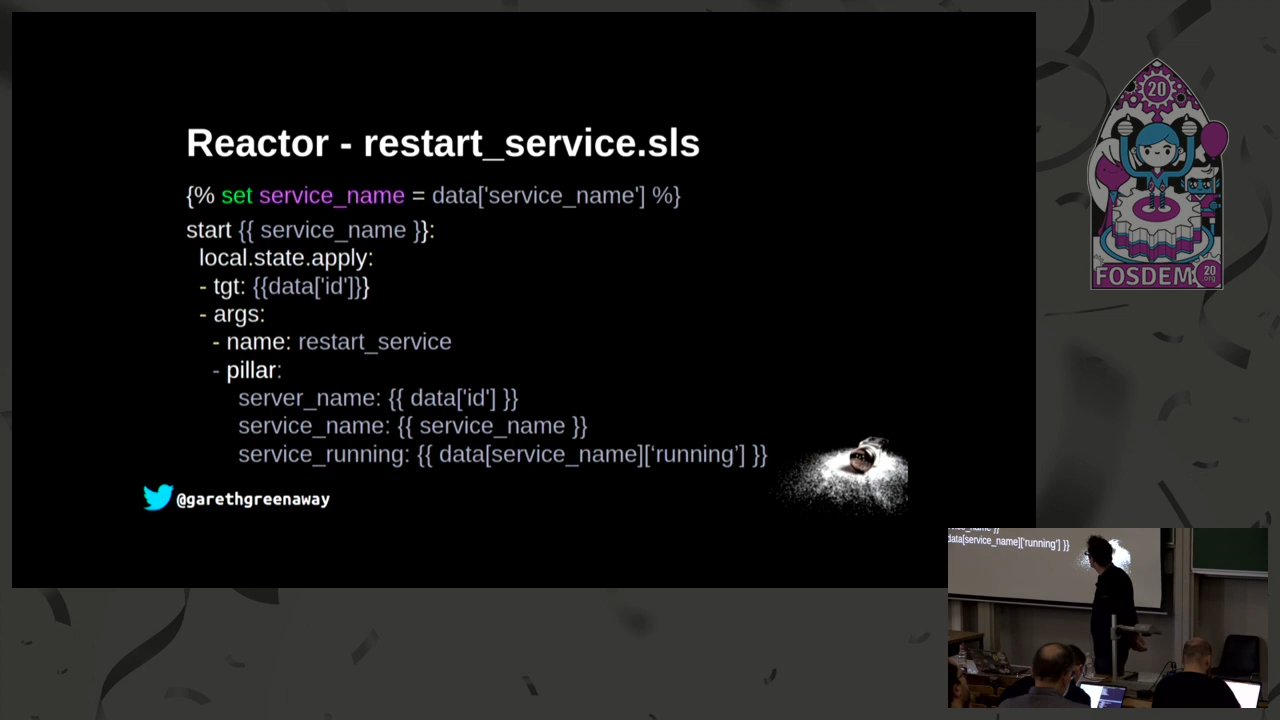 Reactor - restart_service.sls
{% set service_name = data['service_name'] %}
start {{ service_name }}:
local.state.apply:
- tgt: {{data['id']}}
- args:
- name: restart_service
- pillar:
server_name: {{ data['id'] }}
service_name: {{ service_name }}
service_running: {{ data[service_name][‘running’] }}
@garethgreenaway
20
FOSDEM
20
.org
data[service_name]['running'] }}